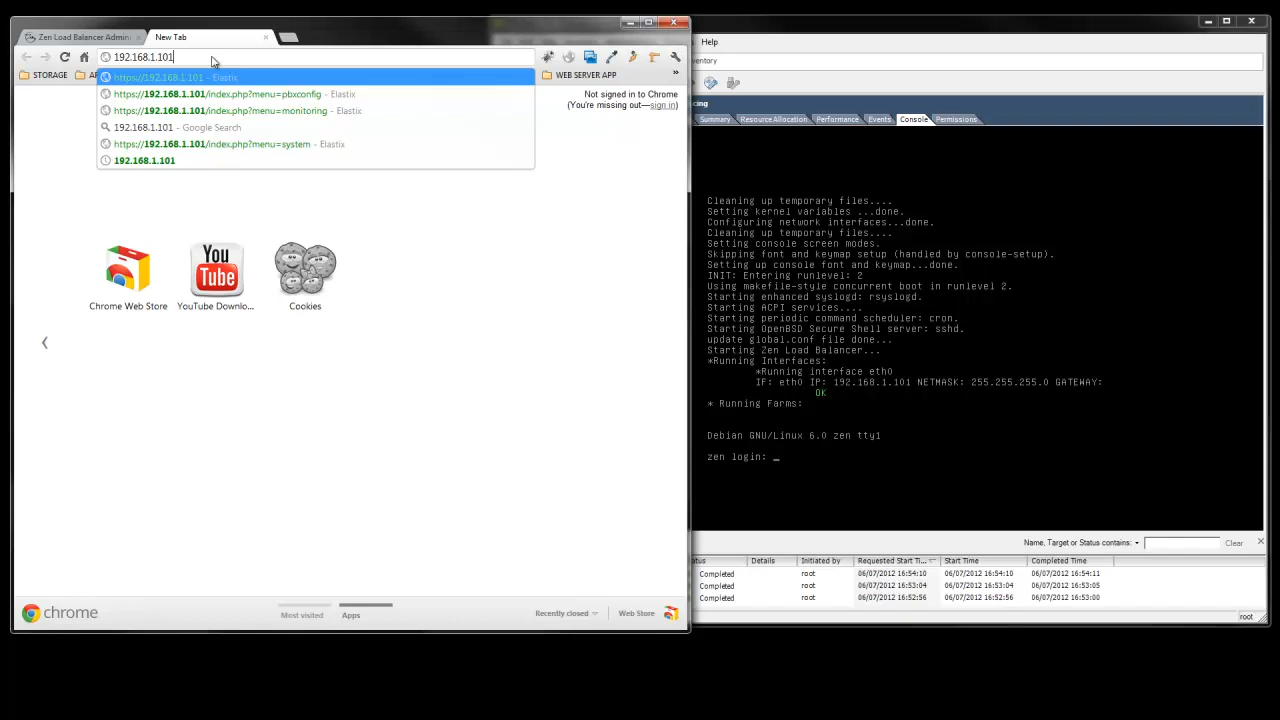 Zen Load Balancer Admin
New Tab
192.168.1.101
STORAGE
WEB SERVER APP
»
https://192.168.1.101 - Elastix
https://192.168.1.101/index.php?menu=pbxconfig - Elastix
https://192.168.1.101/index.php?menu=monitoring - Elastix
192.168.1.101 - Google Search
https://192.168.1.101/index.php?menu=system - Elastix
192.168.1.101
Not signed in to Chrome
(You're missing out—sign in)
You
Tube
Chrome Web Store
YouTube Downlo...
Cookies
chrome
Most visited
Apps
Recently closed
Web Store
Help
Summary
Resource Allocation
Performance
Events
Console
Permissions
Cleaning up temporary files....
Setting kernel variables ...done.
Configuring network interfaces...done.
Cleaning up temporary files....
Setting console screen modes.
Skipping font and keymap setup (handled by console-setup).
Setting up console font and keymap...done.
INIT: Entering runlevel: 2
Using makefile-style concurrent boot in runlevel 2.
Starting enhanced syslogd: rsyslogd.
Starting ACPI services....
Starting periodic command scheduler: cron.
Starting OpenBSD Secure Shell server: sshd.
update global.conf file done...
Starting Zen Load Balancer...
*Running Interfaces:
*Running interface eth0
IF: eth0 IP: 192.168.1.101 NETMASK: 255.255.255.0 GATEWAY:
OK
* Running Farms:
Debian GNU/Linux 6.0 zen tty1
zen login: _
Name, Target or Status contains:
Clear
Details
Initiated by
Requested Start Ti...
Start Time
Completed Time
Completed root 06/07/2012 16:54:10 06/07/2012 16:54:10 06/07/2012 16:54:11
Completed root 06/07/2012 16:53:04 06/07/2012 16:53:04 06/07/2012 16:53:05
Completed root 06/07/2012 16:52:56 06/07/2012 16:52:56 06/07/2012 16:53:00
root